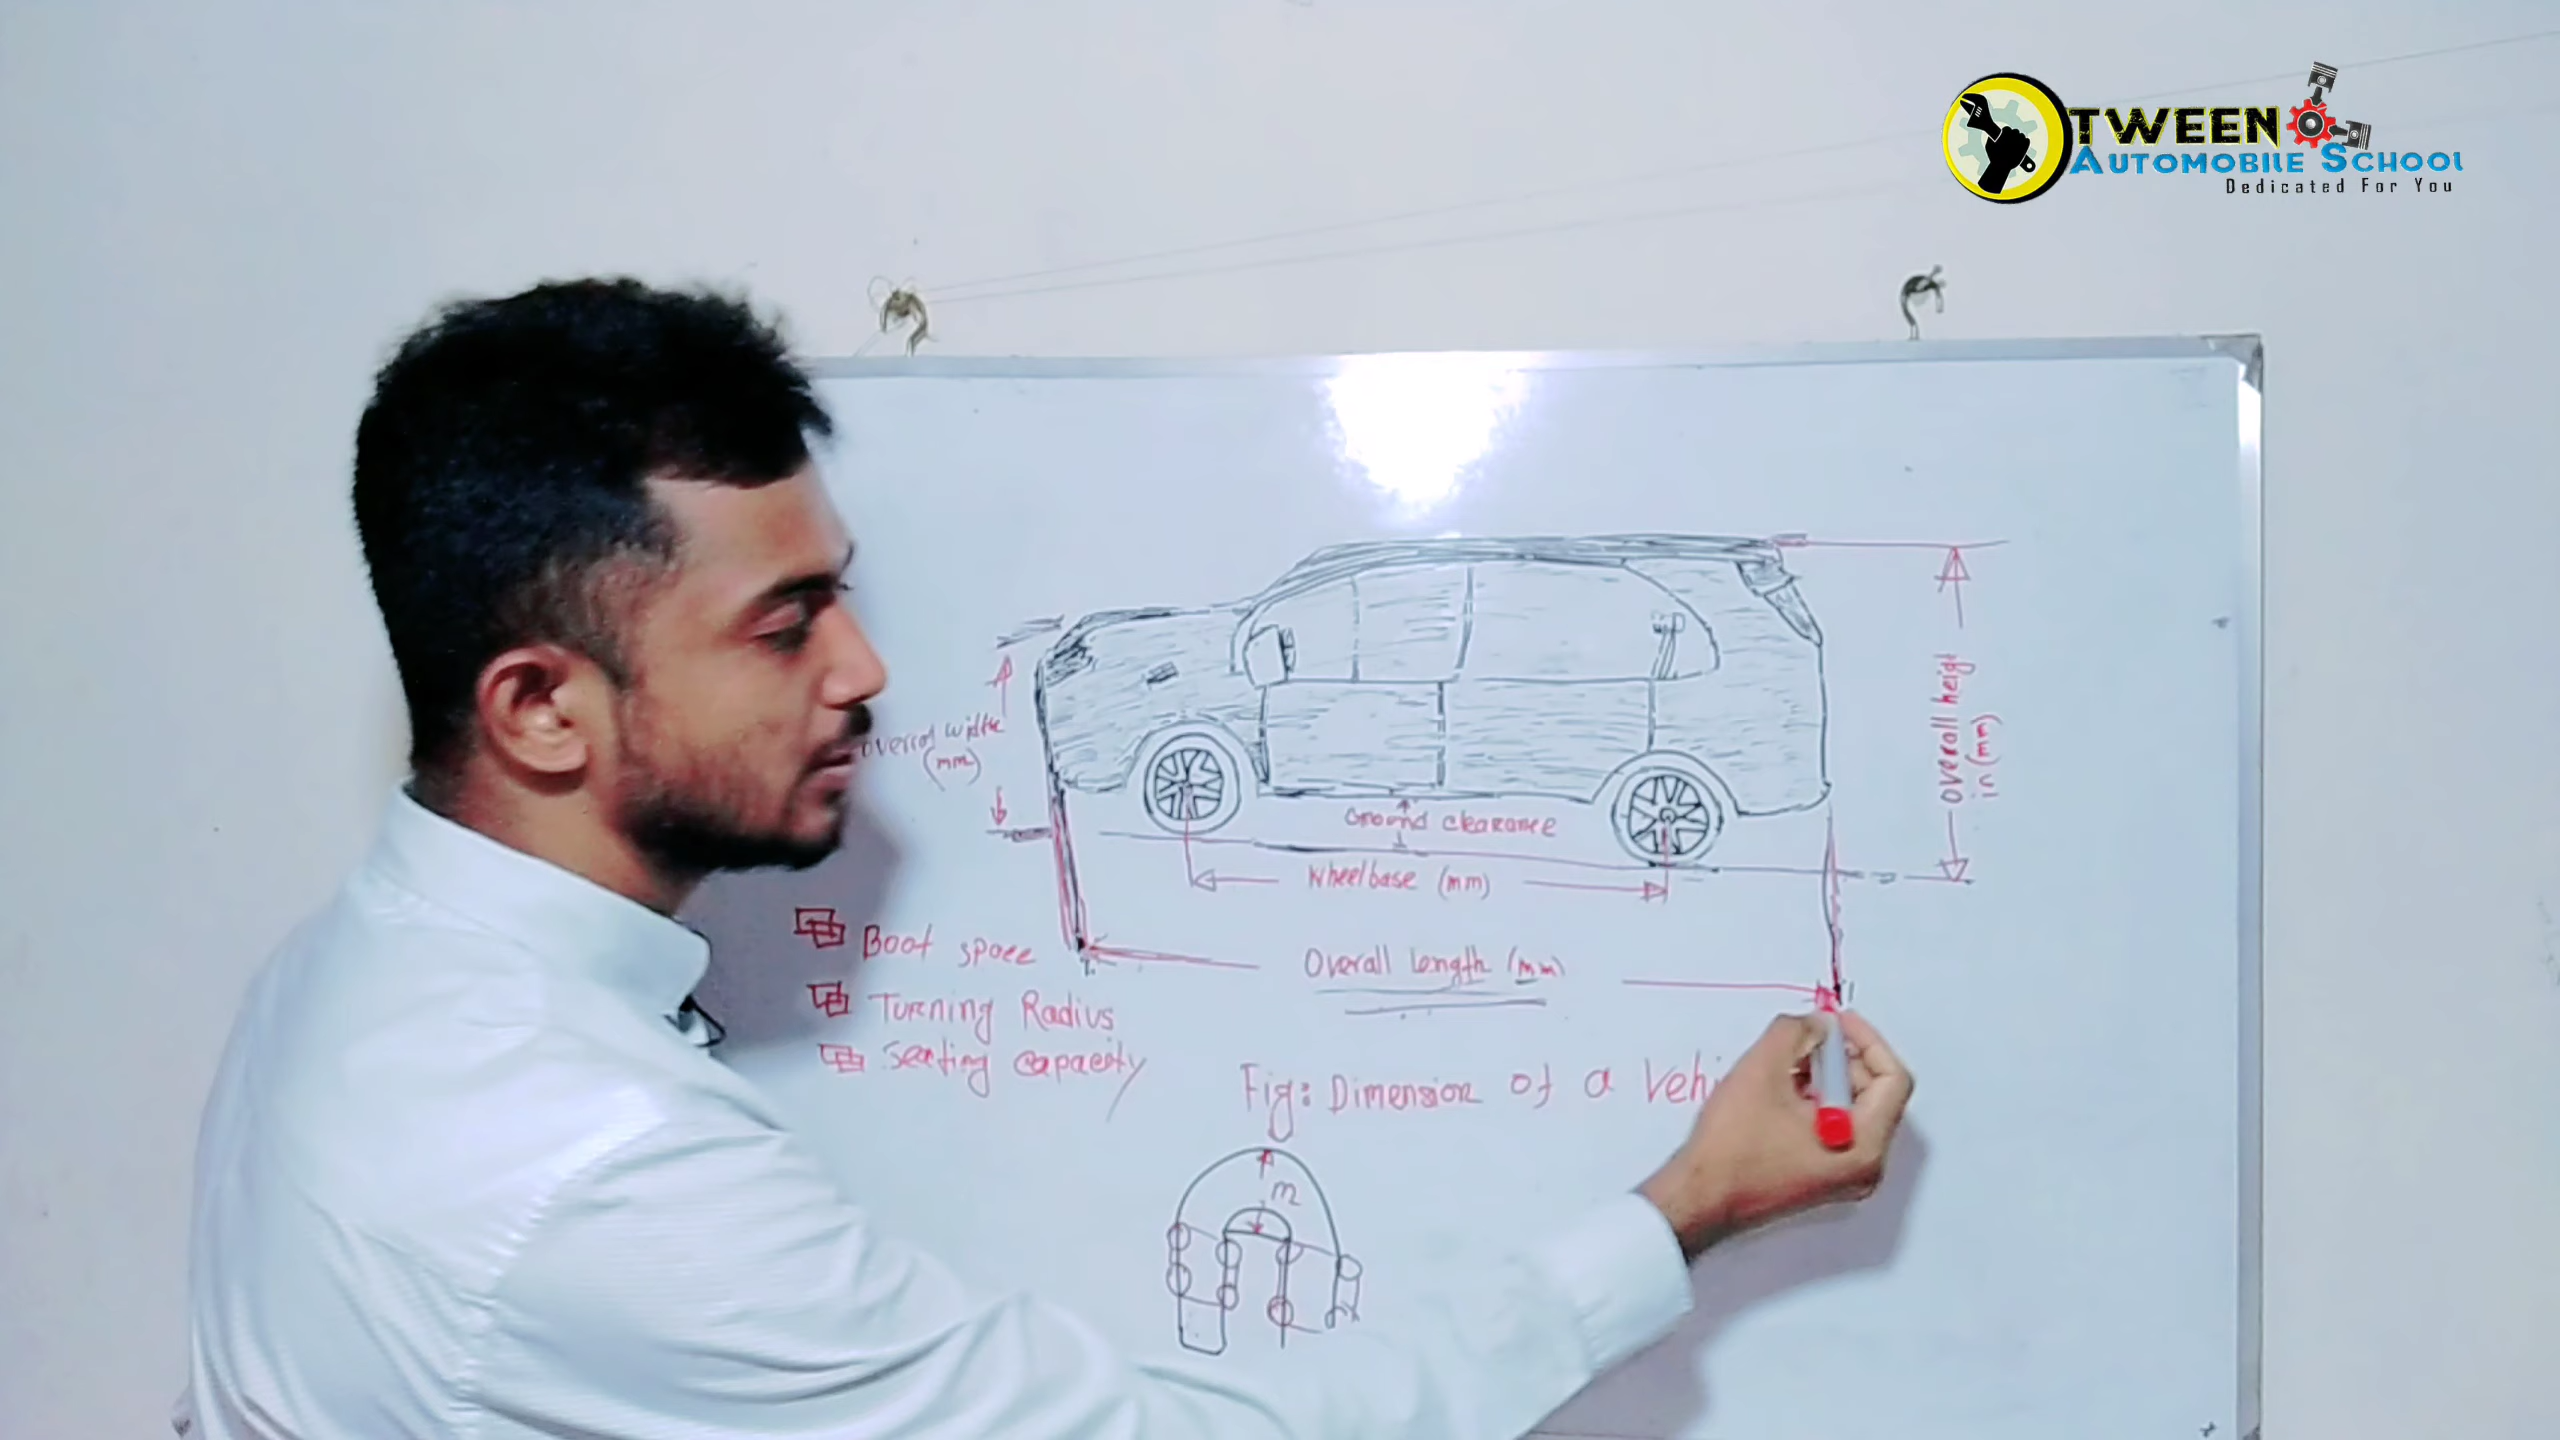 TWEEN
AUTOMOBILE SCHOOL
Dedicated For You
overall width
(mm)
overall heigh
in (mm)
Ground clearance
Wheelbase (mm)
Overall length (mm)
Boot space
Turning Radius
Seating capacity
Fig: Dimension of a Vehi
m